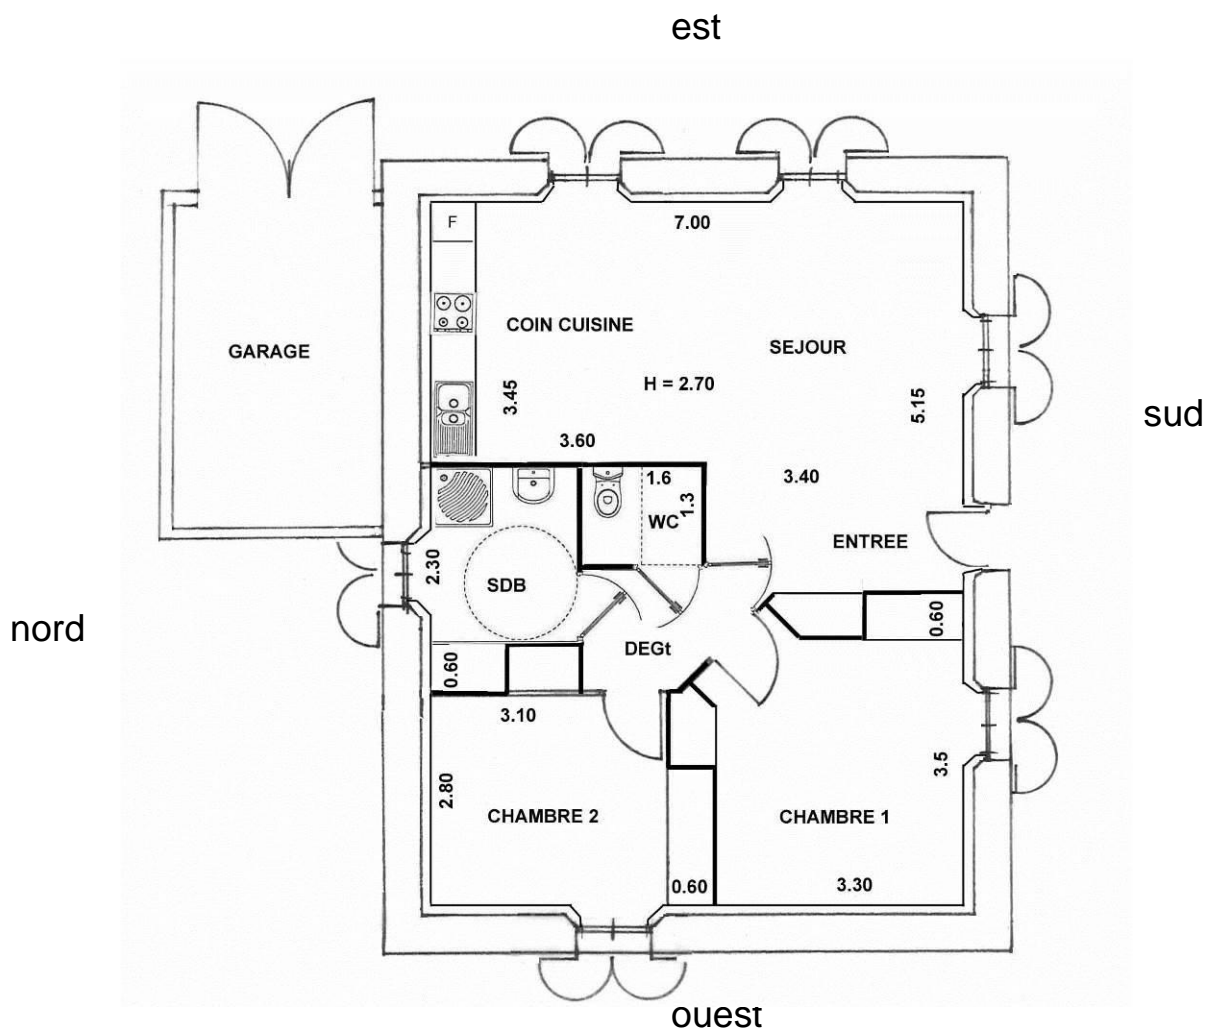 est
F
7.00
COIN CUISINE
SEJOUR
GARAGE
H = 2.70
3.45
5.15
sud
3.60
1.6
3.40
1.3
WC
ENTREE
2.30
SDB
nord
0.60
DEGt
0.60
3.10
3.5
2.80
CHAMBRE 2
CHAMBRE 1
0.60
3.30
ouest